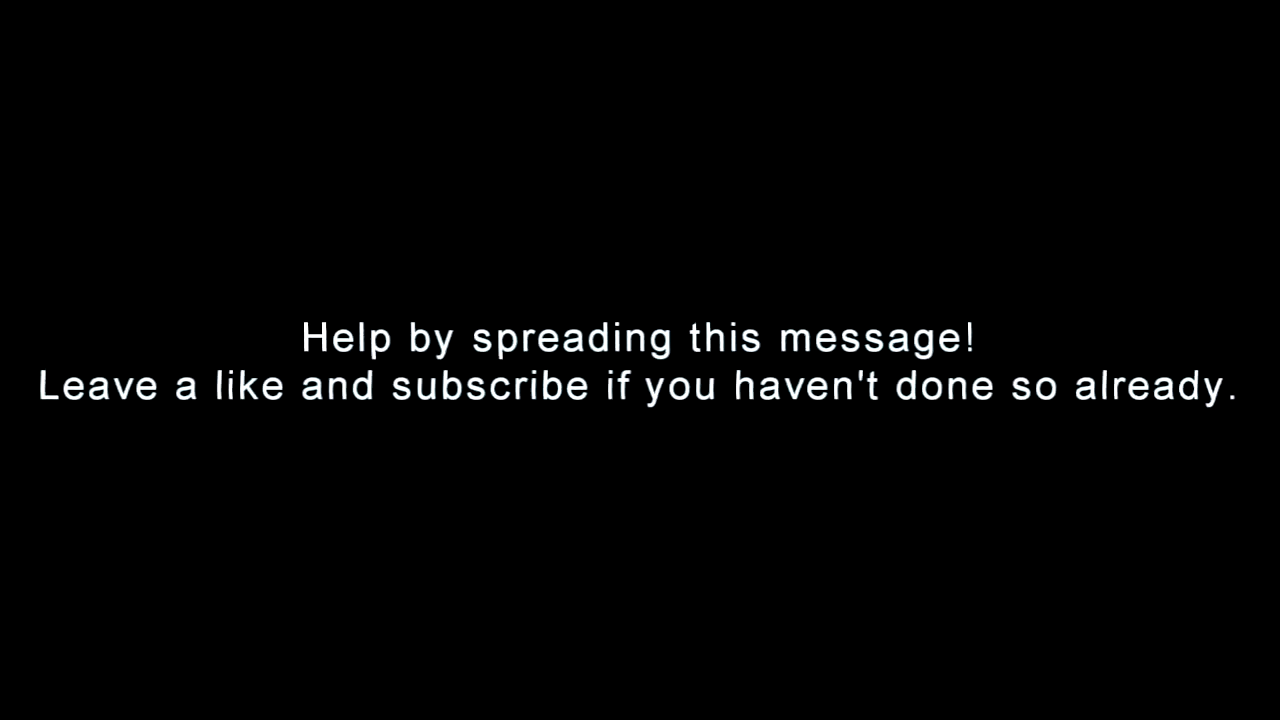 Help by spreading this message!
Leave a like and subscribe if you haven't done so already.